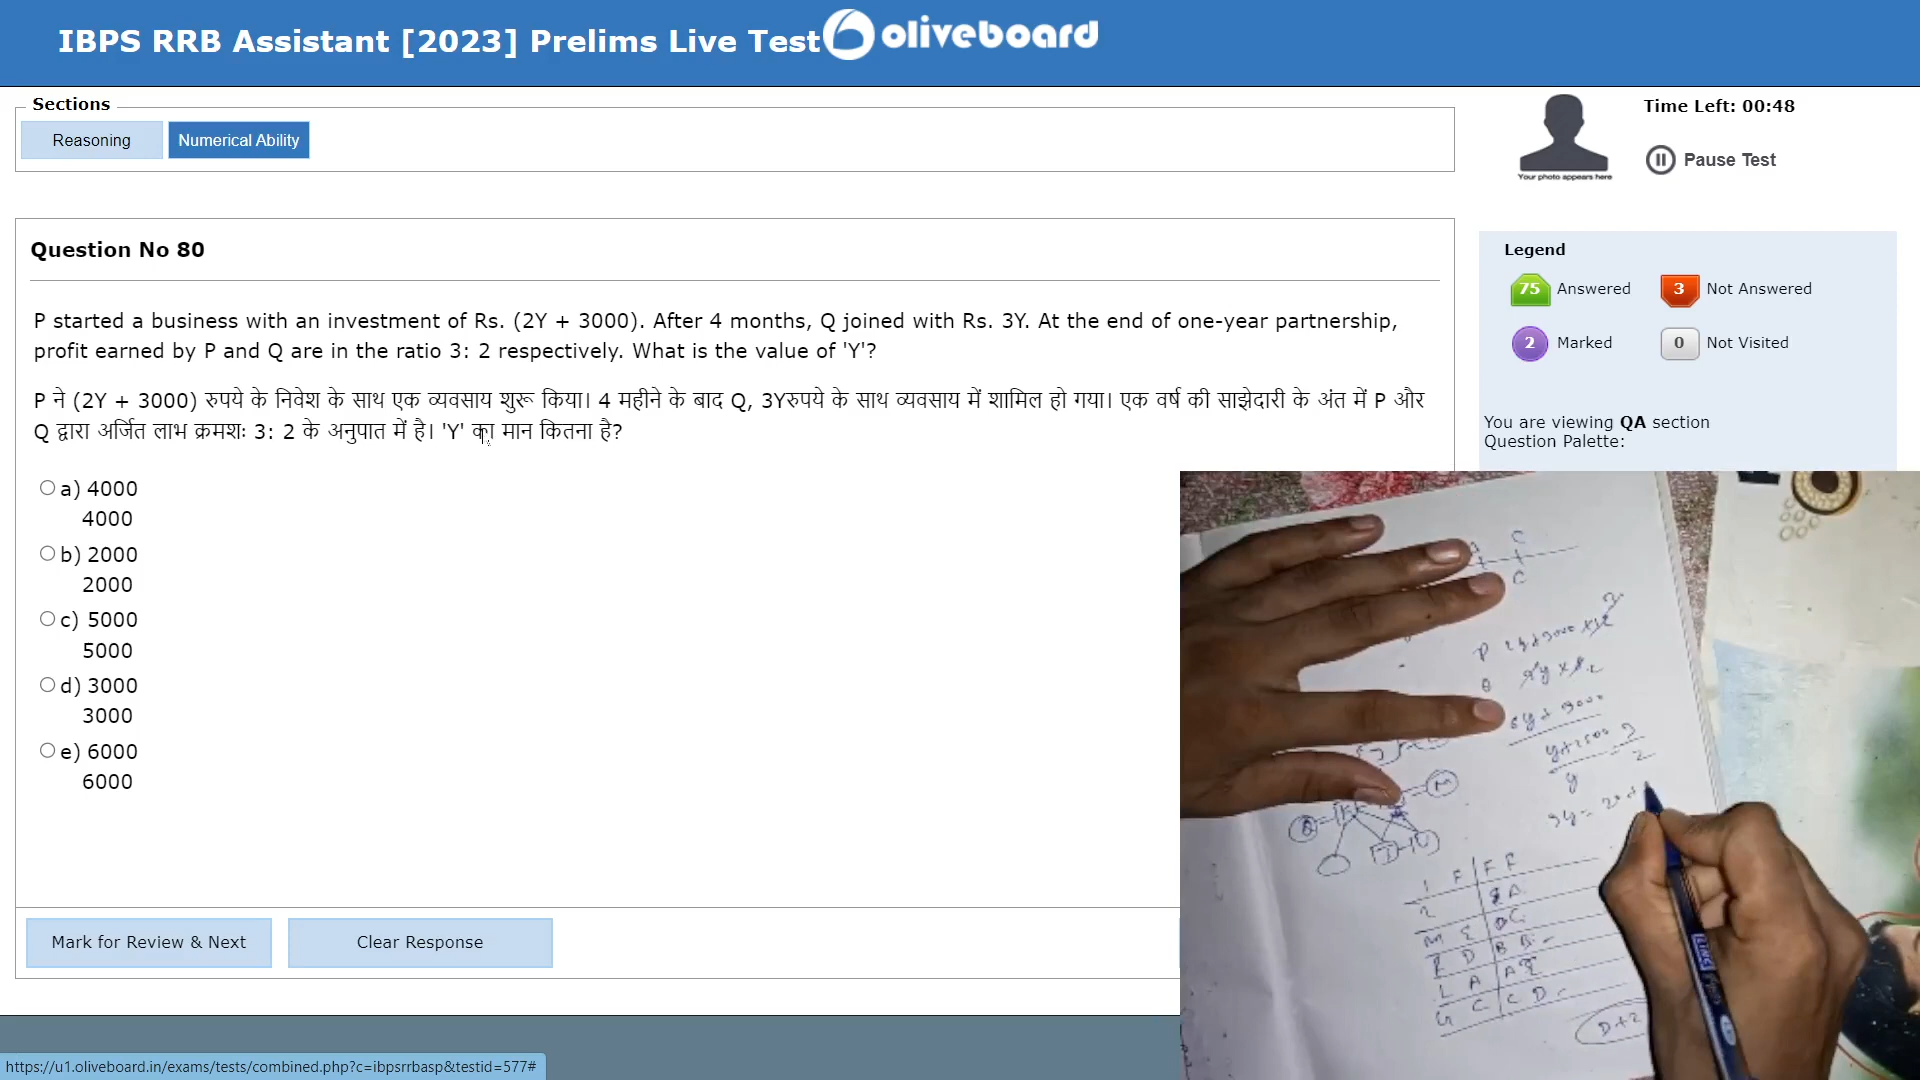 IBPS RRB Assistant [2023] Prelims Live Test oliveboard
Sections
Reasoning
Numerical Ability
Time Left: 00:48
Your photo appears here
Pause Test
Question No 80
P started a business with an investment of Rs. (2Y + 3000). After 4 months, Q joined with Rs. 3Y. At the end of one-year partnership,
profit earned by P and Q are in the ratio 3: 2 respectively. What is the value of 'Y'?
P ने (2Y + 3000) रुपये के निवेश के साथ एक व्यवसाय शुरू किया। 4 महीने के बाद Q, 3Yरुपये के साथ व्यवसाय में शामिल हो गया। एक वर्ष की साझेदारी के अंत में P और
Q द्वारा अर्जित लाभ क्रमशः 3: 2 के अनुपात में है। 'Y' का मान कितना है?
a) 4000
4000
b) 2000
2000
c) 5000
5000
d) 3000
3000
e) 6000
6000
Mark for Review & Next
Clear Response
Legend
75 Answered
3 Not Answered
2 Marked
0 Not Visited
You are viewing QA section
Question Palette:
C
C
1 F F F
L A A
G C C D
D+2
https://u1.oliveboard.in/exams/tests/combined.php?c=ibpsrrbasp&testid=577#